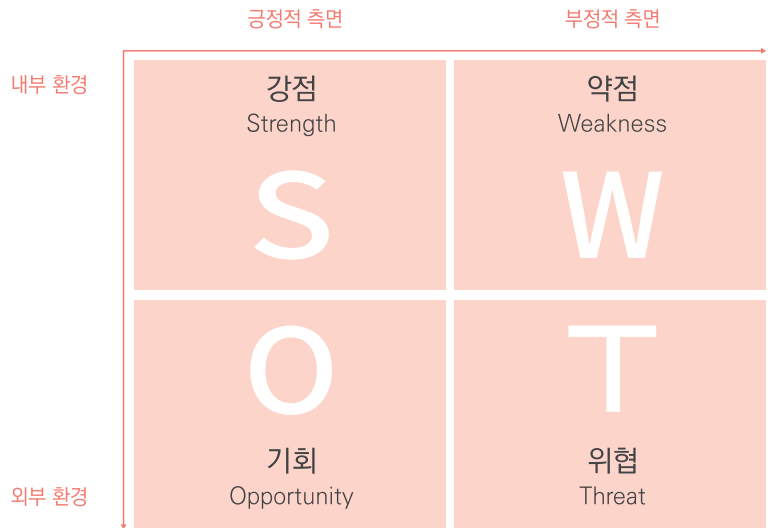 긍정적 측면
부정적 측면
내부 환경
강점
Strength
S
약점
Weakness
W
외부 환경
O
기회
Opportunity
T
위협
Threat